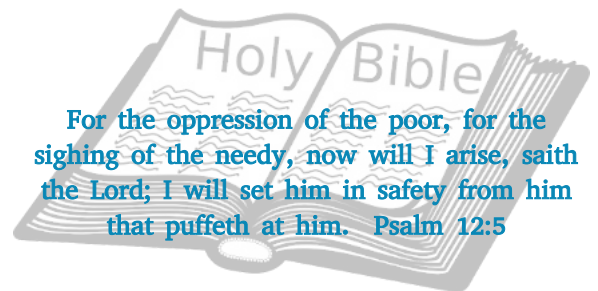 Holy Bible
For the oppression of the poor, for the
sighing of the needy, now will I arise, saith
the Lord; I will set him in safety from him
that puffeth at him. Psalm 12:5